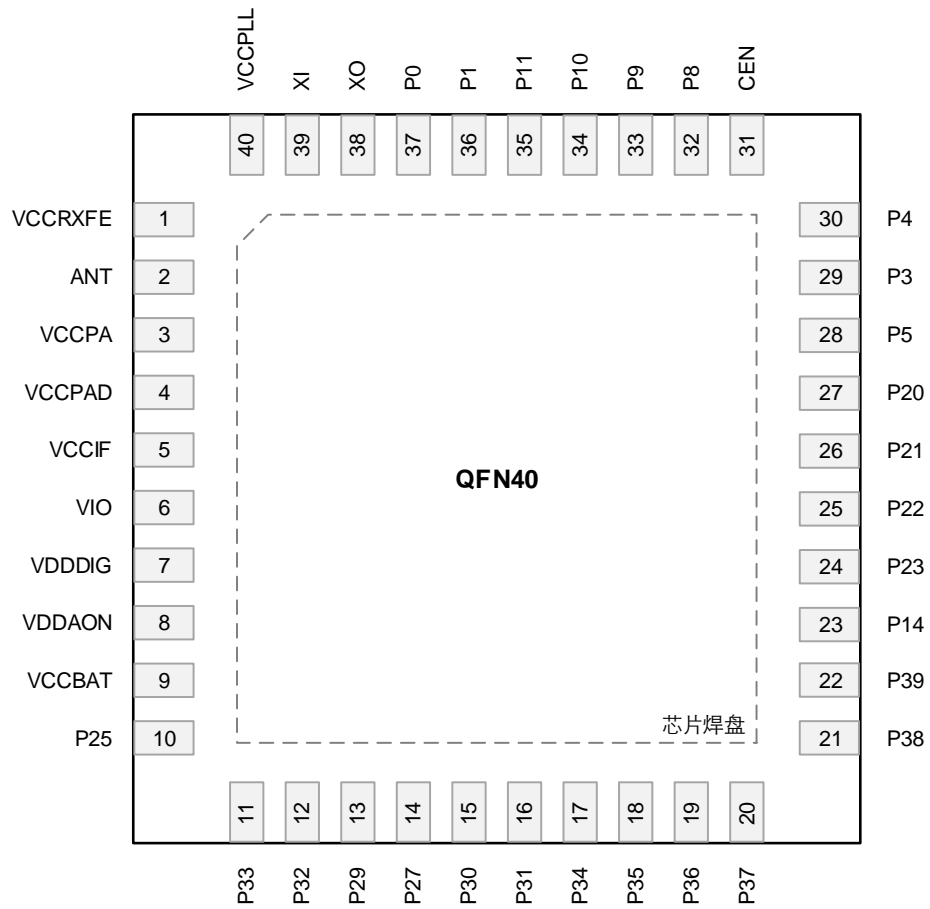 VCCPLL XI XO P0 P1 P11 P10 P9 P8 CEN
40 39 38 37 36 35 34 33 32 31
VCCRXFE 1 30 P4
ANT 2 29 P3
VCCPA 3 28 P5
VCCPAD 4 27 P20
VCCIF 5 26 P21
QFN40
VIO 6 25 P22
VDDDIG 7 24 P23
VDDAON 8 23 P14
VCCBAT 9 22 P39
芯片焊盘
P25 10 21 P38
11 12 13 14 15 16 17 18 19 20
P33 P32 P29 P27 P30 P31 P34 P35 P36 P37